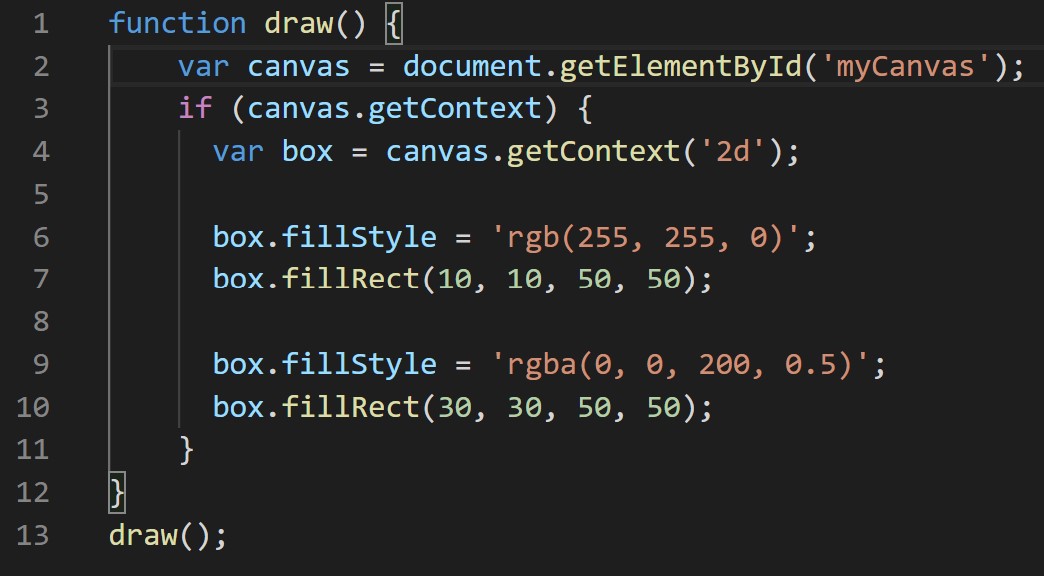 1 function draw() {
2 var canvas = document.getElementById('myCanvas');
3 if (canvas.getContext) {
4 var box = canvas.getContext('2d');
5
6 box.fillStyle = 'rgb(255, 255, 0)';
7 box.fillRect(10, 10, 50, 50);
8
9 box.fillStyle = 'rgba(0, 0, 200, 0.5)';
10 box.fillRect(30, 30, 50, 50);
11 }
12 }
13 draw();